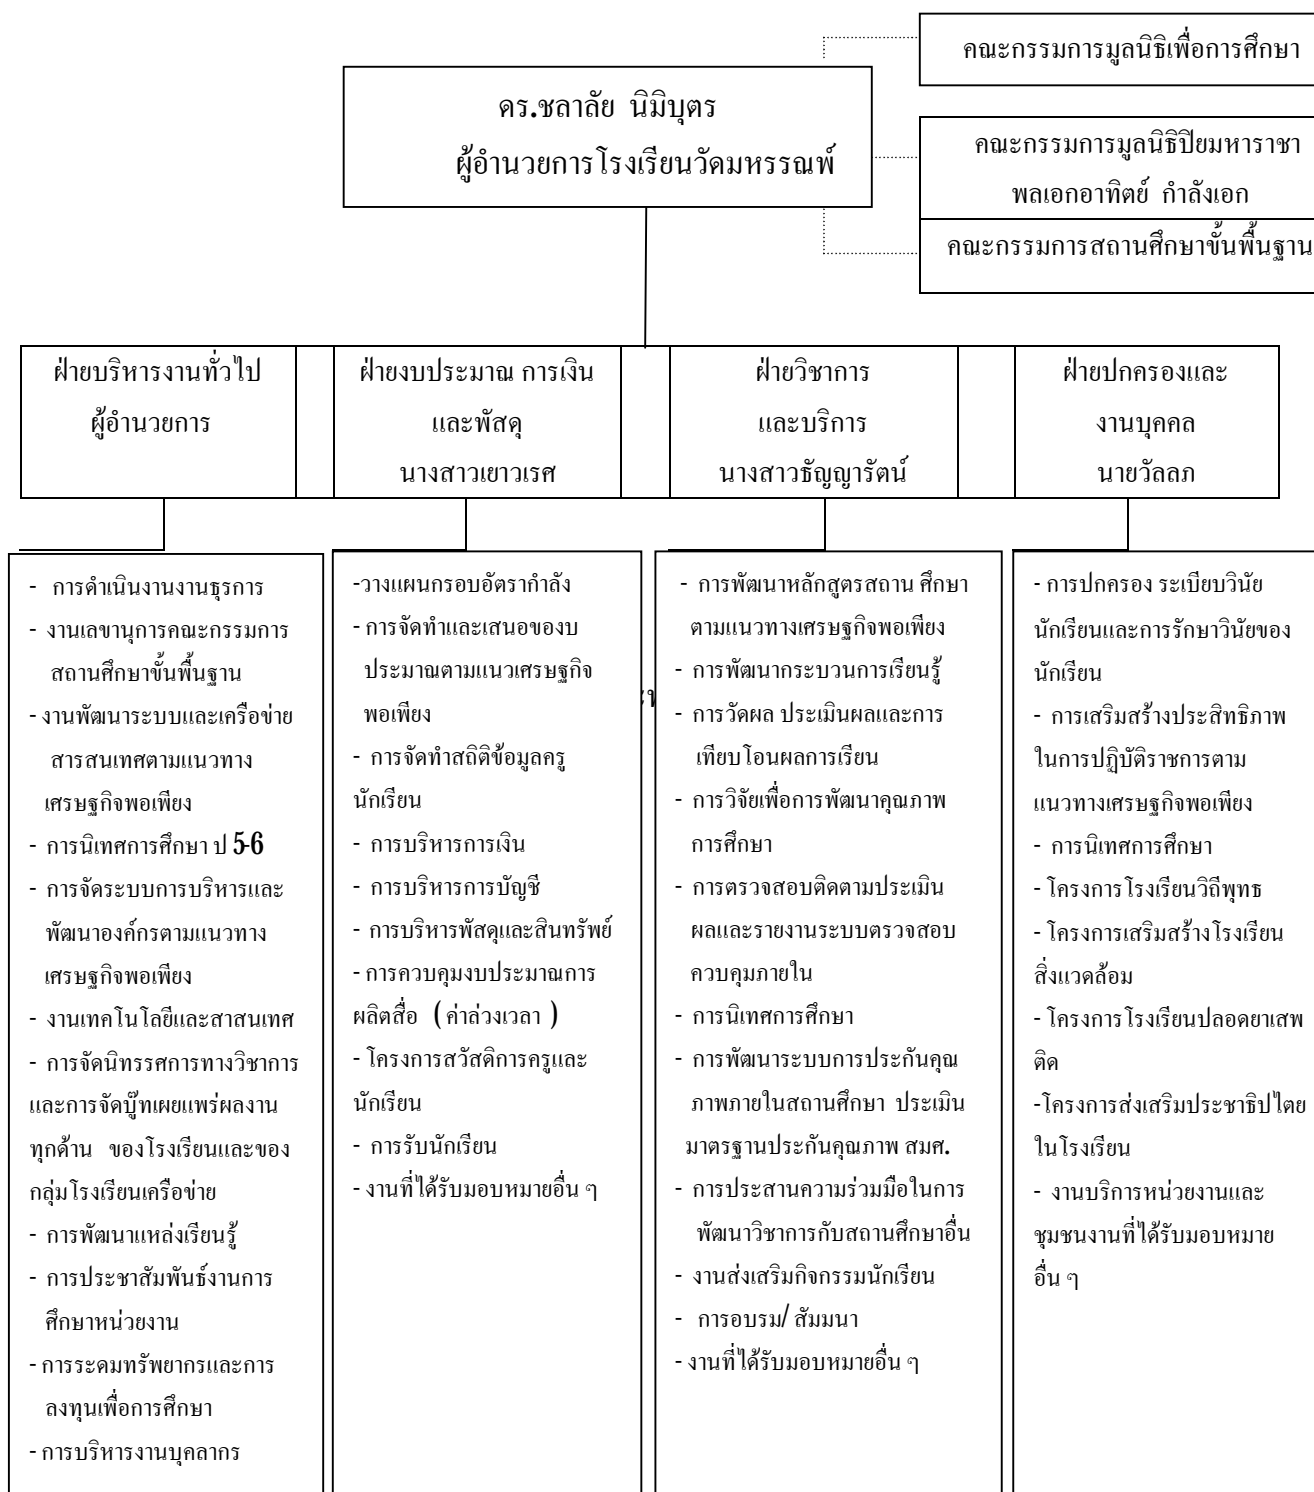 คณะกรรมการมูลนิธิเพื่อการศึกษา
ดร.ชลาลัย นิมิบุตร
ผู้อำนวยการโรงเรียนวัดมหรรณพ์
คณะกรรมการมูลนิธิปิยมหาราชา
พลเอกอาทิตย์ กำลังเอก
คณะกรรมการสถานศึกษาขั้นพื้นฐาน
ฝ่ายบริหารงานทั่วไป
ผู้อำนวยการ
ฝ่ายงบประมาณ การเงิน
และพัสดุ
นางสาวเยาวเรศ
ฝ่ายวิชาการ
และบริการ
นางสาวธัญญารัตน์
ฝ่ายปกครองและ
งานบุคคล
นายวัลลภ
- การดำเนินงานงานธุรการ
- งานเลขานุการคณะกรรมการ
สถานศึกษาขั้นพื้นฐาน
- งานพัฒนาระบบและเครือข่าย
สารสนเทศตามแนวทาง
เศรษฐกิจพอเพียง
- การนิเทศการศึกษา ป 5-6
- การจัดระบบการบริหารและ
พัฒนาองค์กรตามแนวทาง
เศรษฐกิจพอเพียง
- งานเทคโนโลยีและสาสนเทศ
- การจัดนิทรรศการทางวิชาการ
และการจัดบู๊ทเผยแพร่ผลงาน
ทุกด้าน ของโรงเรียนและของ
กลุ่มโรงเรียนเครือข่าย
- การพัฒนาแหล่งเรียนรู้
- การประชาสัมพันธ์งานการ
ศึกษาหน่วยงาน
- การระดมทรัพยากรและการ
ลงทุนเพื่อการศึกษา
- การบริหารงานบุคลากร
-วางแผนกรอบอัตรากำลัง
- การจัดทำและเสนอของบ
ประมาณตามแนวเศรษฐกิจ
พอเพียง
- การจัดทำสถิติข้อมูลครู
นักเรียน
- การบริหารการเงิน
- การบริหารการบัญชี
- การบริหารพัสดุและสินทรัพย์
- การควบคุมงบประมาณการ
ผลิตสื่อ (ค่าล่วงเวลา )
- โครงการสวัสดิการครูและ
นักเรียน
- การรับนักเรียน
- งานที่ได้รับมอบหมายอื่น ๆ
- การพัฒนาหลักสูตรสถาน ศึกษา
ตามแนวทางเศรษฐกิจพอเพียง
- การพัฒนากระบวนการเรียนรู้
- การวัดผล ประเมินผลและการ
เทียบโอนผลการเรียน
- การวิจัยเพื่อการพัฒนาคุณภาพ
การศึกษา
- การตรวจสอบติดตามประเมิน
ผลและรายงานระบบตรวจสอบ
ควบคุมภายใน
- การนิเทศการศึกษา
- การพัฒนาระบบการประกันคุณ
ภาพภายในสถานศึกษา ประเมิน
มาตรฐานประกันคุณภาพ สมศ.
- การประสานความร่วมมือในการ
พัฒนาวิชาการกับสถานศึกษาอื่น
- งานส่งเสริมกิจกรรมนักเรียน
- การอบรม/ สัมมนา
- งานที่ได้รับมอบหมายอื่น ๆ
- การปกครอง ระเบียบวินัย
นักเรียนและการรักษาวินัยของ
นักเรียน
- การเสริมสร้างประสิทธิภาพ
ในการปฏิบัติราชการตาม
แนวทางเศรษฐกิจพอเพียง
- การนิเทศการศึกษา
- โครงการโรงเรียนวิถีพุทธ
- โครงการเสริมสร้างโรงเรียน
สิ่งแวดล้อม
- โครงการโรงเรียนปลอดยาเสพ
ติด
-โครงการส่งเสริมประชาธิปไตย
ในโรงเรียน
- งานบริการหน่วยงานและ
ชุมชนงานที่ได้รับมอบหมาย
อื่น ๆ